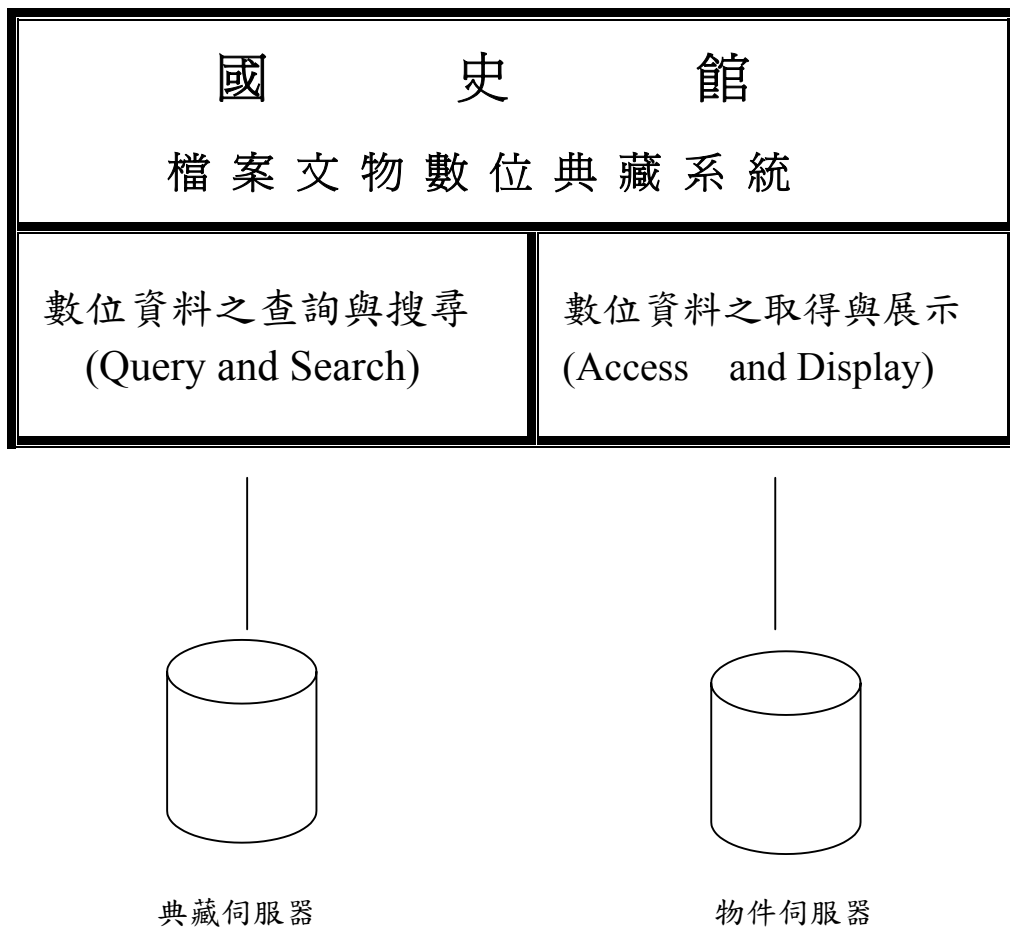 國史館
檔案文物數位典藏系統
數位資料之查詢與搜尋
(Query and Search)
數位資料之取得與展示
(Access and Display)
典藏伺服器
物件伺服器